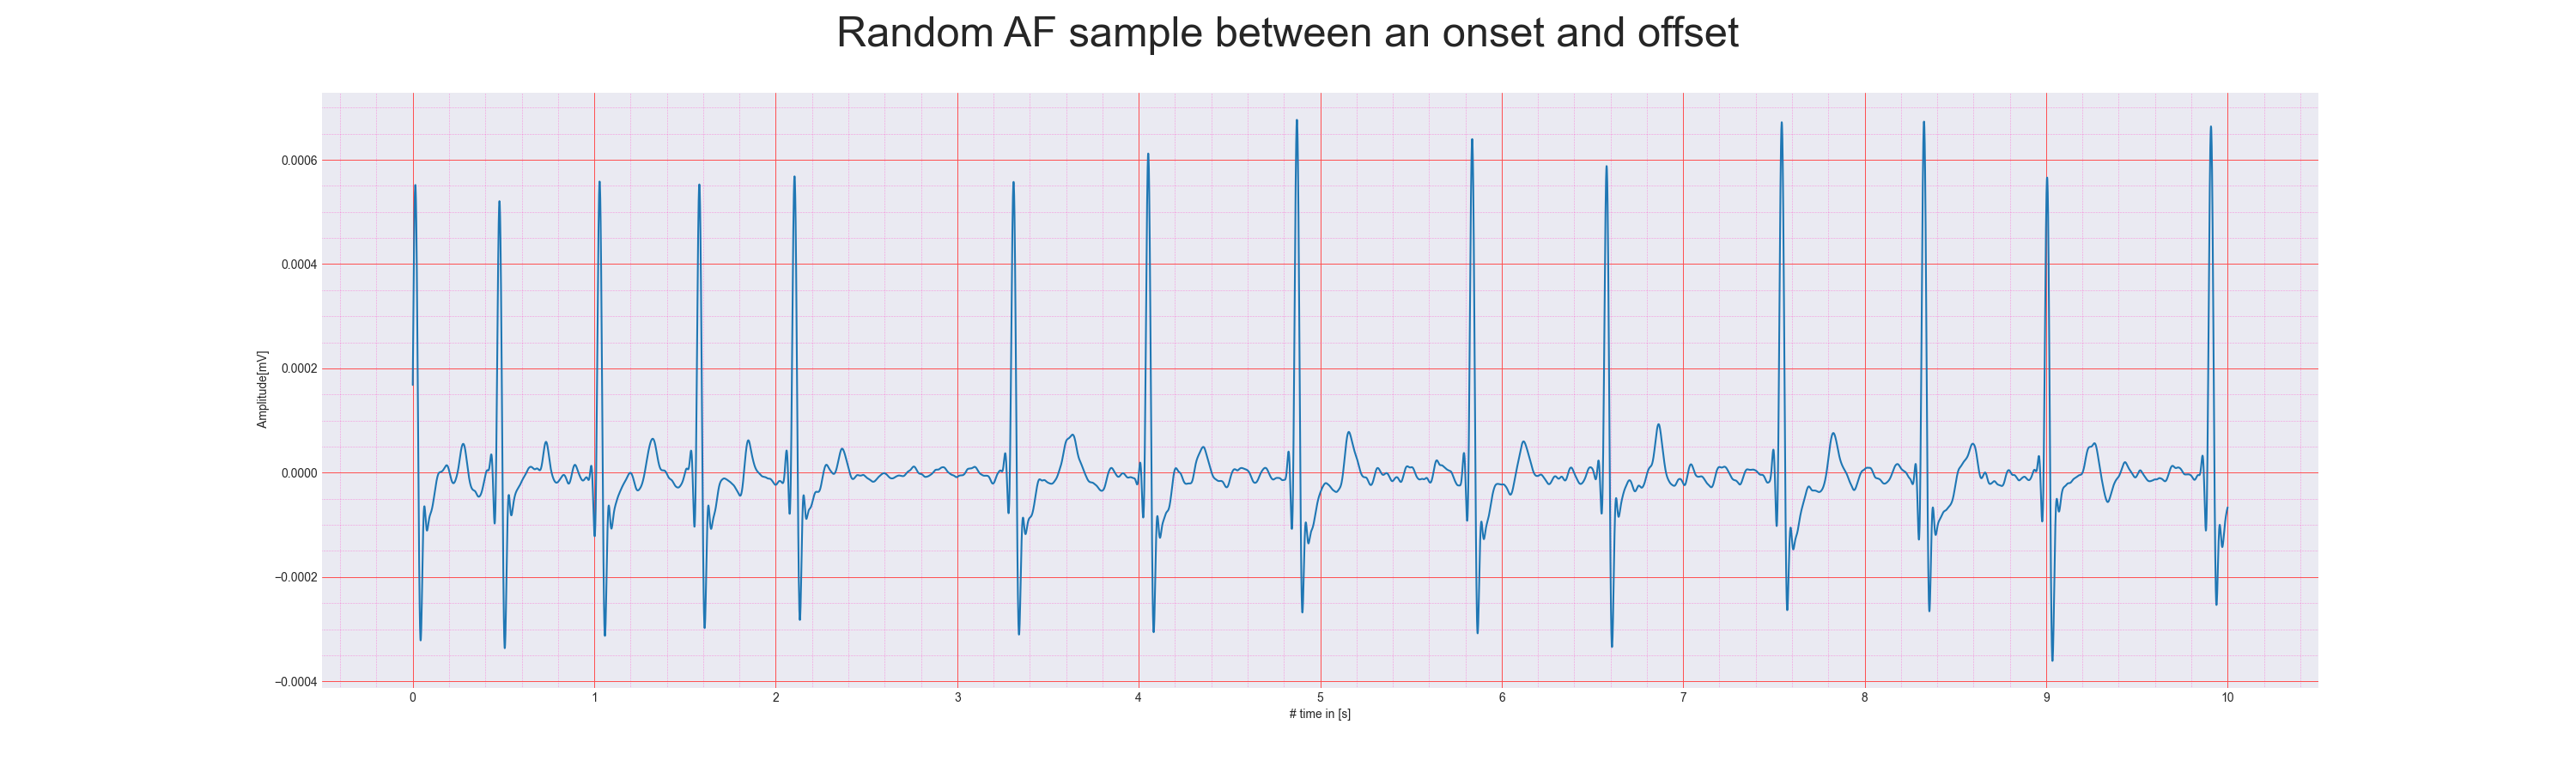 Random AF sample between an onset and offset
0.0006
0.0004
0.0002
0.0000
−0.0002
−0.0004
Amplitude[mV]
0 1 2 3 4 5 6 7 8 9 10
# time in [s]